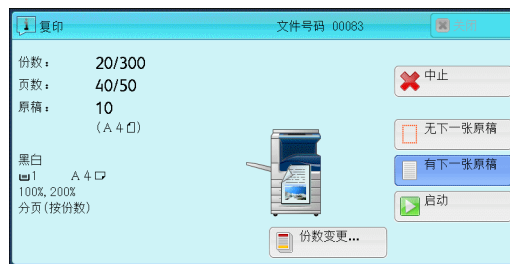 复印
文件号码 00083
关闭
份数： 20/300
页数： 40/50
原稿： 10
(A 4)
黑白
1 A 4
100%, 200%
分页(按份数)
中止
无下一张原稿
有下一张原稿
启动
份数变更...